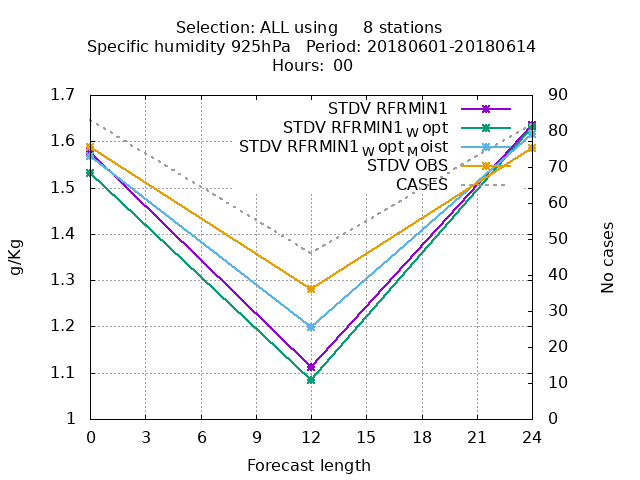 Selection: ALL using     8 stations
Specific humidity 925hPa   Period: 20180601-20180614
Hours:  00
1.7
1.6
1.5
1.4
1.3
1.2
1.1
1
g/Kg
STDV RFRMIN1
STDV RFRMIN1_W opt
STDV RFRMIN1_W opt_M oist
STDV OBS
CASES
90
80
70
60
50
40
30
20
10
0
No cases
0 3 6 9 12 15 18 21 24
Forecast length